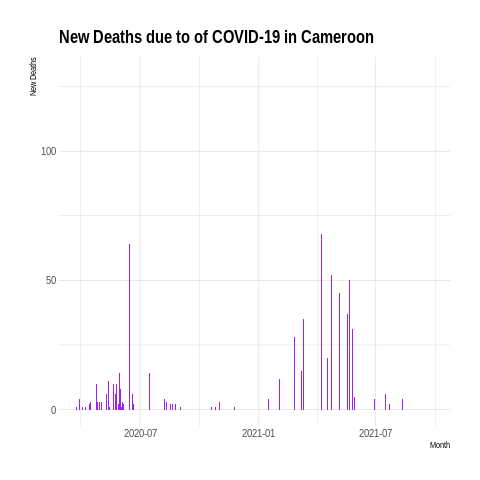 New Deaths due to of COVID-19 in Cameroon
New Deaths
100
50
0
2020-07
2021-01
2021-07
Month